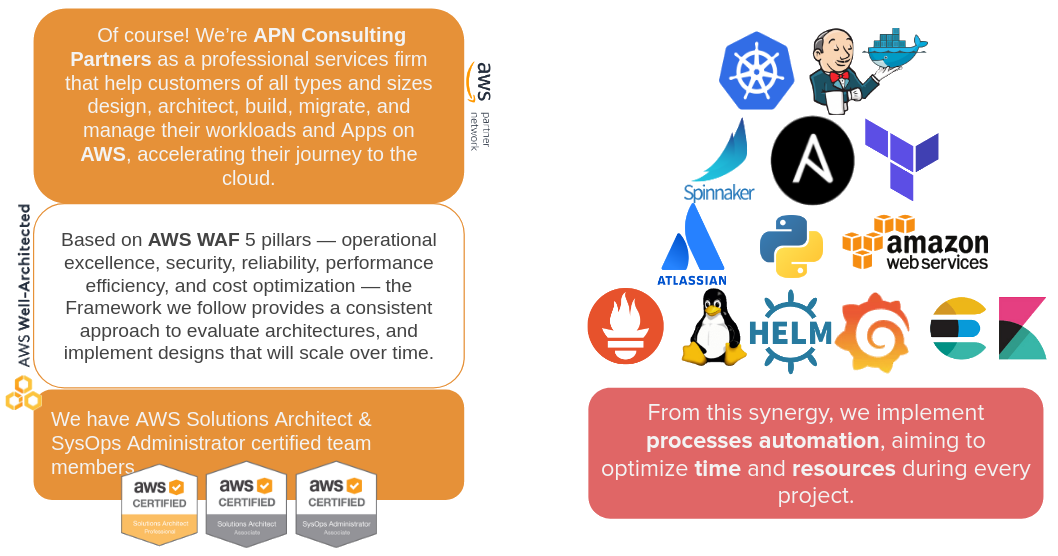 Of course! We’re APN Consulting
Partners as a professional services firm
that help customers of all types and sizes
design, architect, build, migrate, and
manage their workloads and Apps on
AWS, accelerating their journey to the
cloud.
aws
partner
network
AWS Well-Architected
Based on AWS WAF 5 pillars — operational
excellence, security, reliability, performance
efficiency, and cost optimization — the
Framework we follow provides a consistent
approach to evaluate architectures, and
implement designs that will scale over time.
We have AWS Solutions Architect &
SysOps Administrator certified team
members
aws
CERTIFIED
Solutions Architect
Professional
aws
CERTIFIED
Solutions Architect
Associate
aws
CERTIFIED
SysOps Administrator
Associate
docker
Spinnaker
A
ATLASSIAN
amazon
web services
HELM
From this synergy, we implement
processes automation, aiming to
optimize time and resources during every
project.